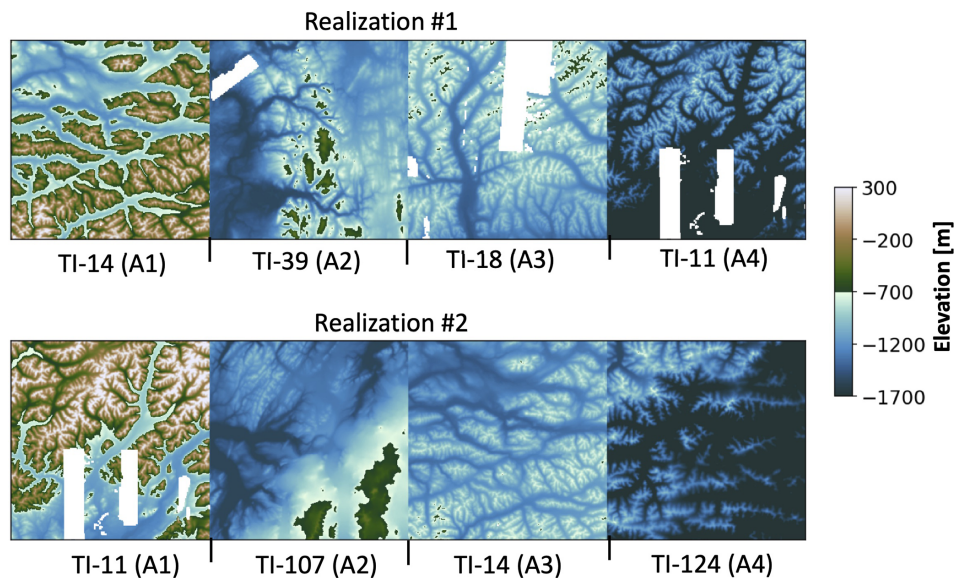 Realization #1
TI-14 (A1)
TI-39 (A2)
TI-18 (A3)
TI-11 (A4)
Realization #2
TI-11 (A1)
TI-107 (A2)
TI-14 (A3)
TI-124 (A4)
300
−200
−700
−1200
−1700
Elevation [m]